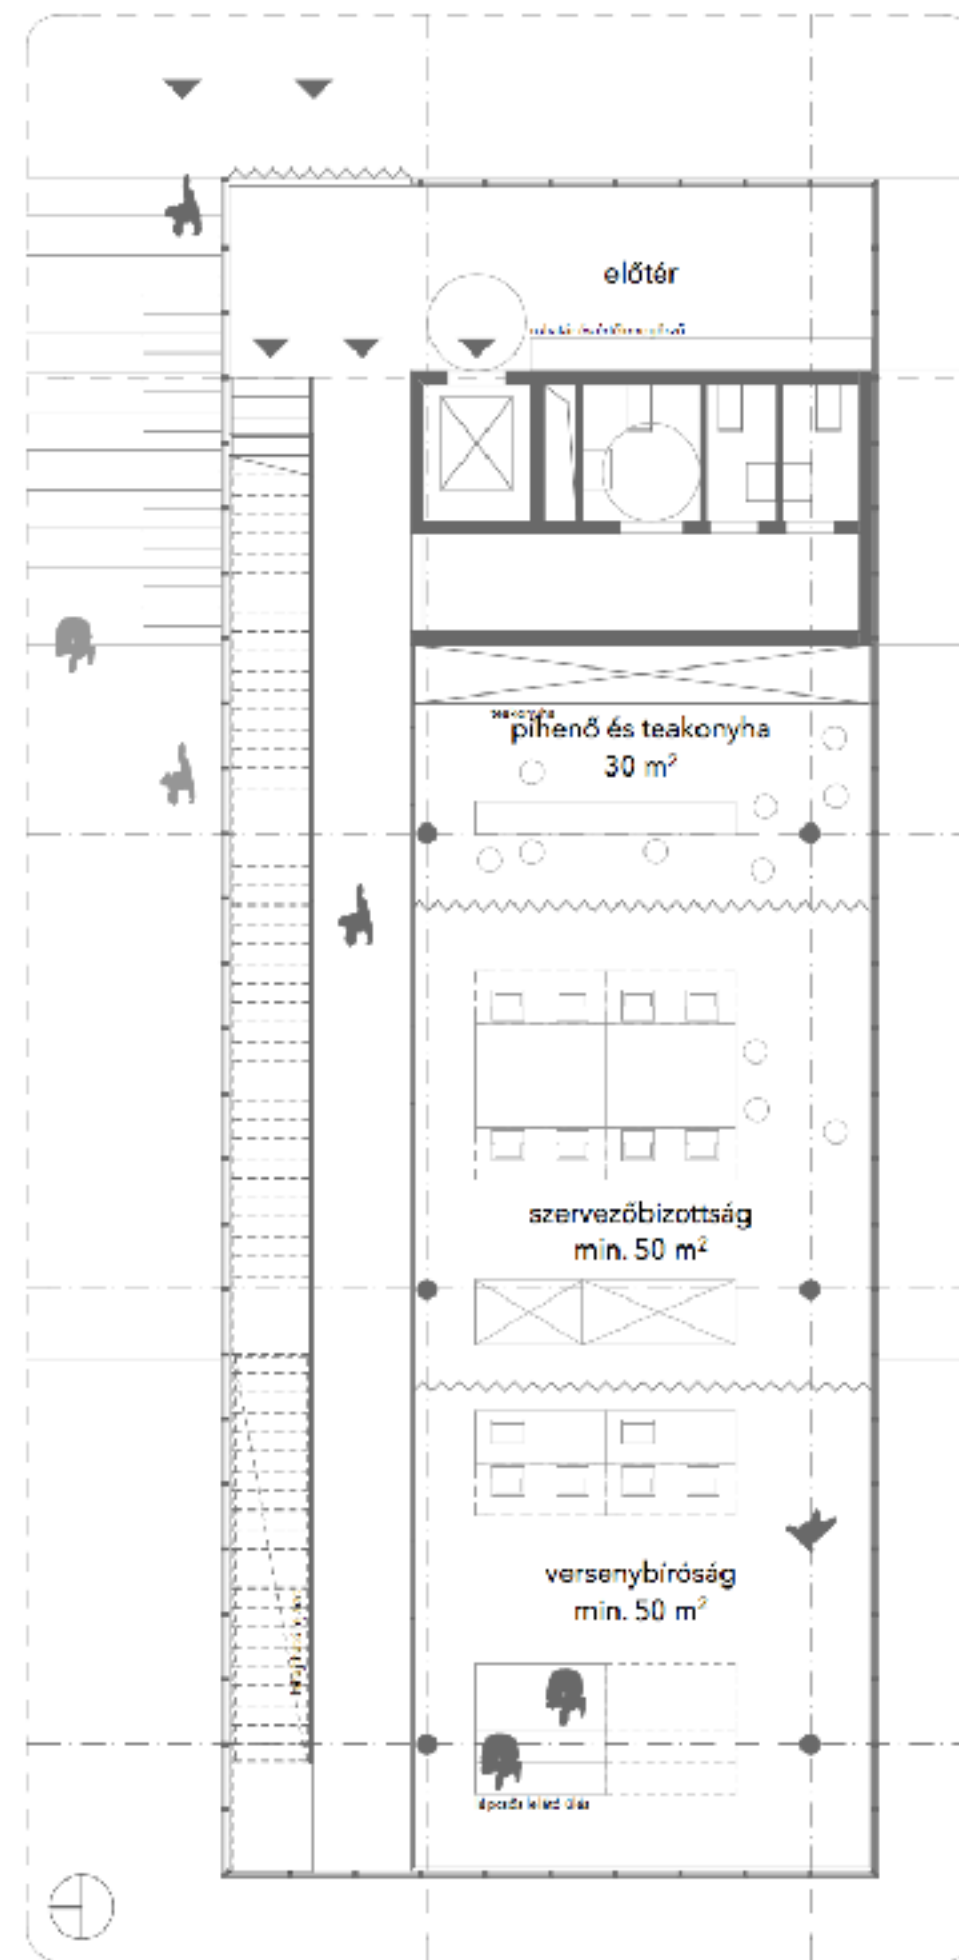 előtér
pihenő és teakonyha
30 m²
szervezőbizottság
min. 50 m²
versenybíróság
min. 50 m²